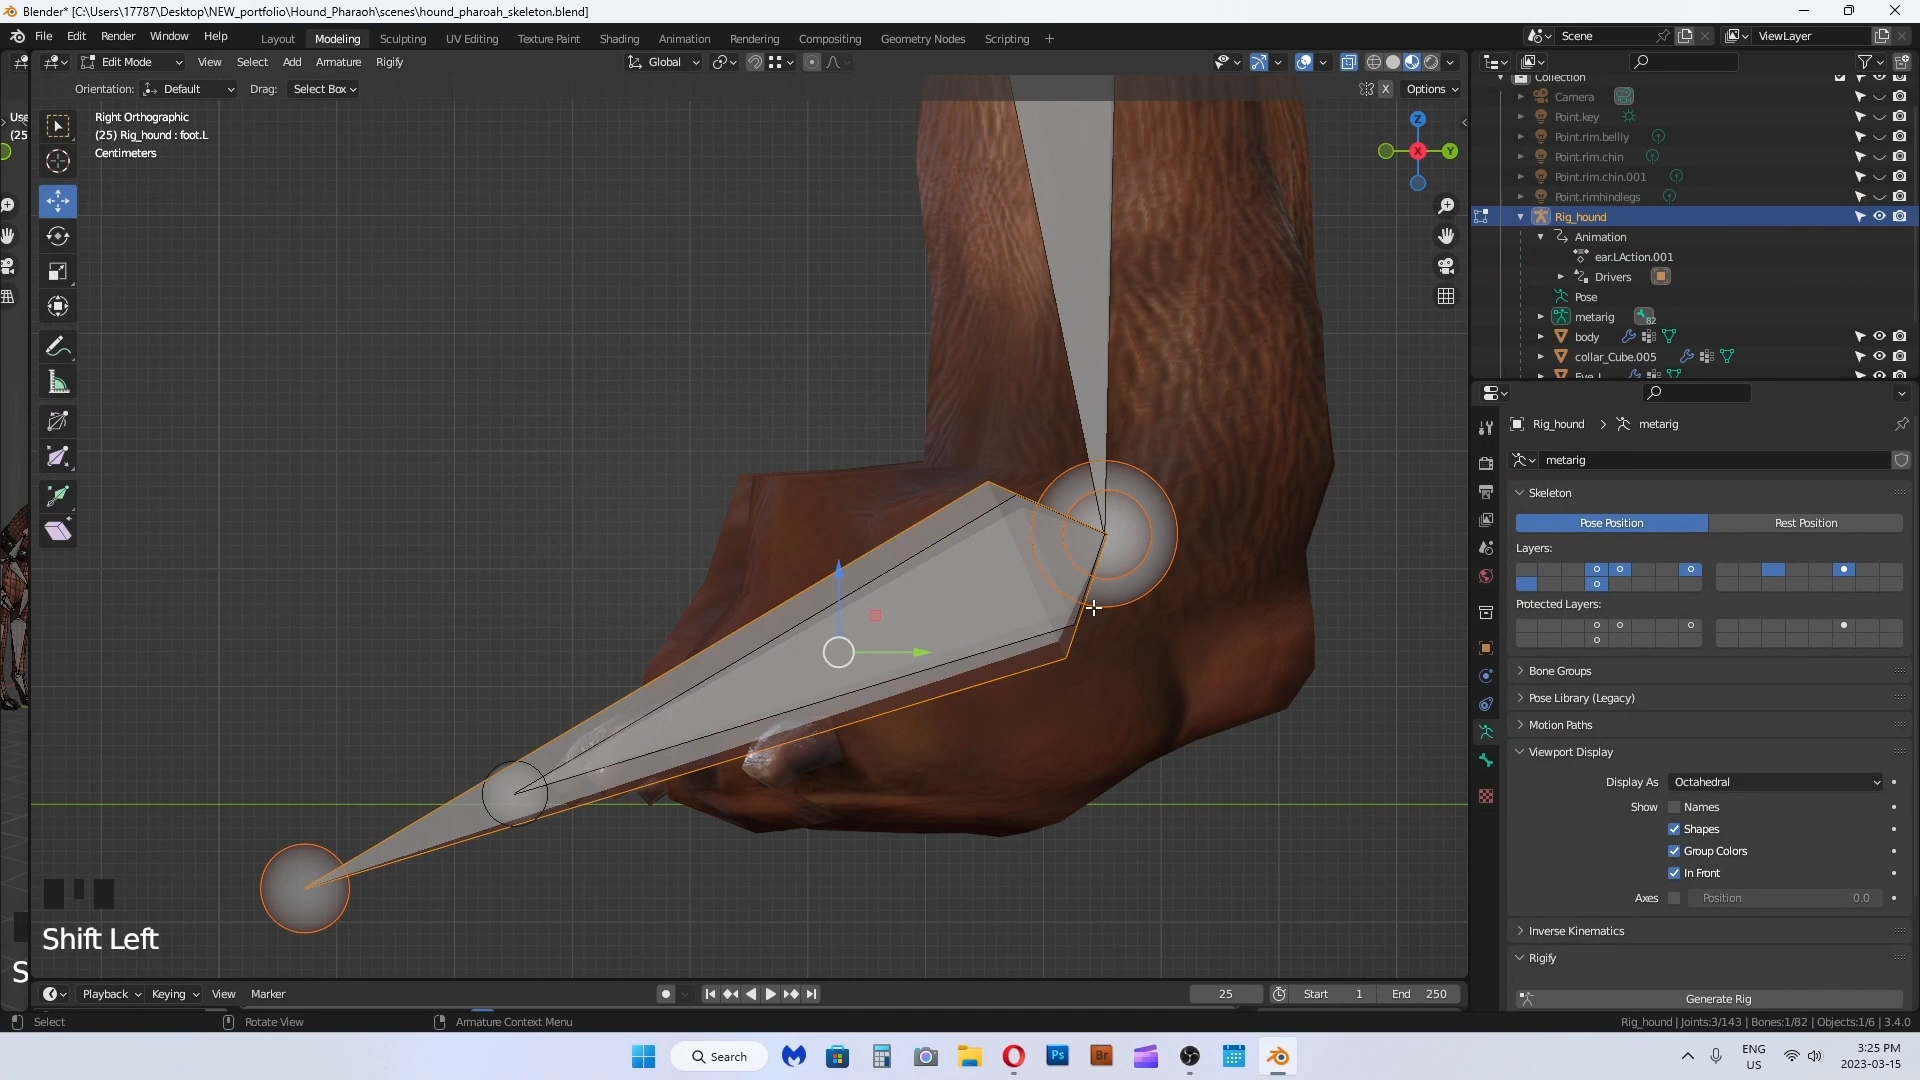 Blender* [C:\Users\17787\Desktop\NEW_portfolio\Hound_Pharaoh\scenes\hound_pharoah_skeleton.blend]
File Edit Render Window Help
Layout Modeling Sculpting UV Editing Texture Paint Shading Animation Rendering Compositing Geometry Nodes Scripting +
Scene
ViewLayer
Edit Mode View Select Add Armature Rigify
Global
Orientation: Default Drag: Select Box
X Options
Use
(25
Right Orthographic
(25) Rig_hound : foot.L
Centimeters
Z
X
Y
Collection
Camera
Point.key
Point.rim.bellly
Point.rim.chin
Point.rim.chin.001
Point.rimhindlegs
Rig_hound
Animation
ear.LAction.001
Drivers
Pose
metarig 82
body
collar_Cube.005
Eye_L
Rig_hound > metarig
metarig
Skeleton
Pose Position Rest Position
Layers:
Protected Layers:
Bone Groups
Pose Library (Legacy)
Motion Paths
Viewport Display
Display As Octahedral
Show Names
Shapes
Group Colors
In Front
Axes Position 0.0
Inverse Kinematics
Rigify
Generate Rig
Shift Left
S
Playback Keying View Marker
25 Start 1 End 250
Select Rotate View Armature Context Menu
Rig_hound | Joints:3/143 | Bones:1/82 | Objects:1/6 | 3.4.0
Search
Ps
Br
ENG
US
3:25 PM
2023-03-15